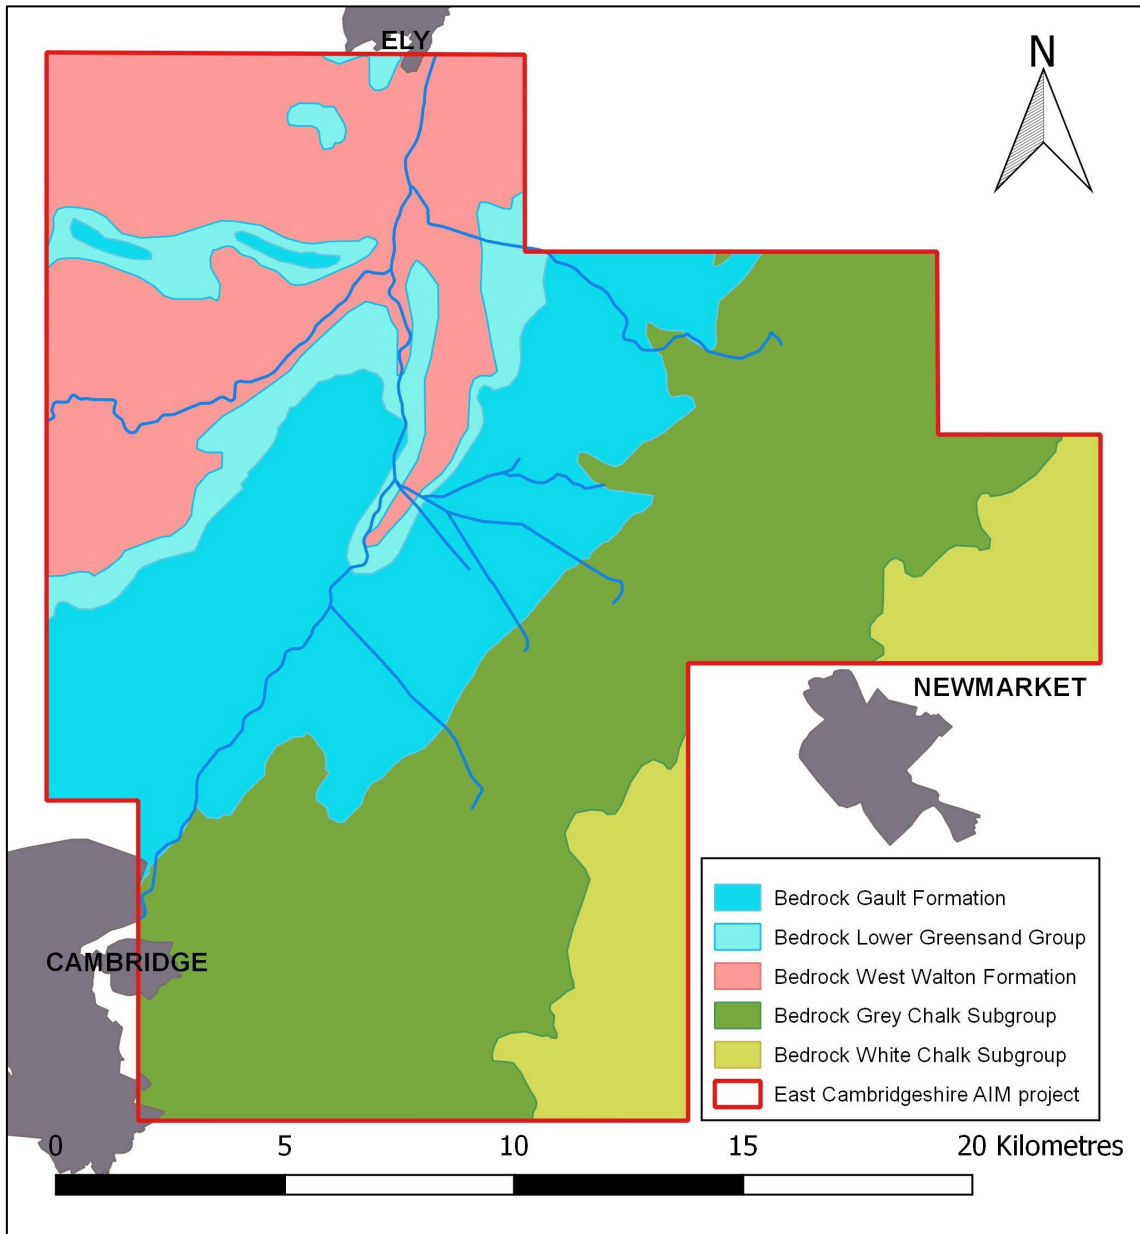 ELY
N
NEWMARKET
CAMBRIDGE
Bedrock Gault Formation
Bedrock Lower Greensand Group
Bedrock West Walton Formation
Bedrock Grey Chalk Subgroup
Bedrock White Chalk Subgroup
East Cambridgeshire AIM project
0 5 10 15 20 Kilometres